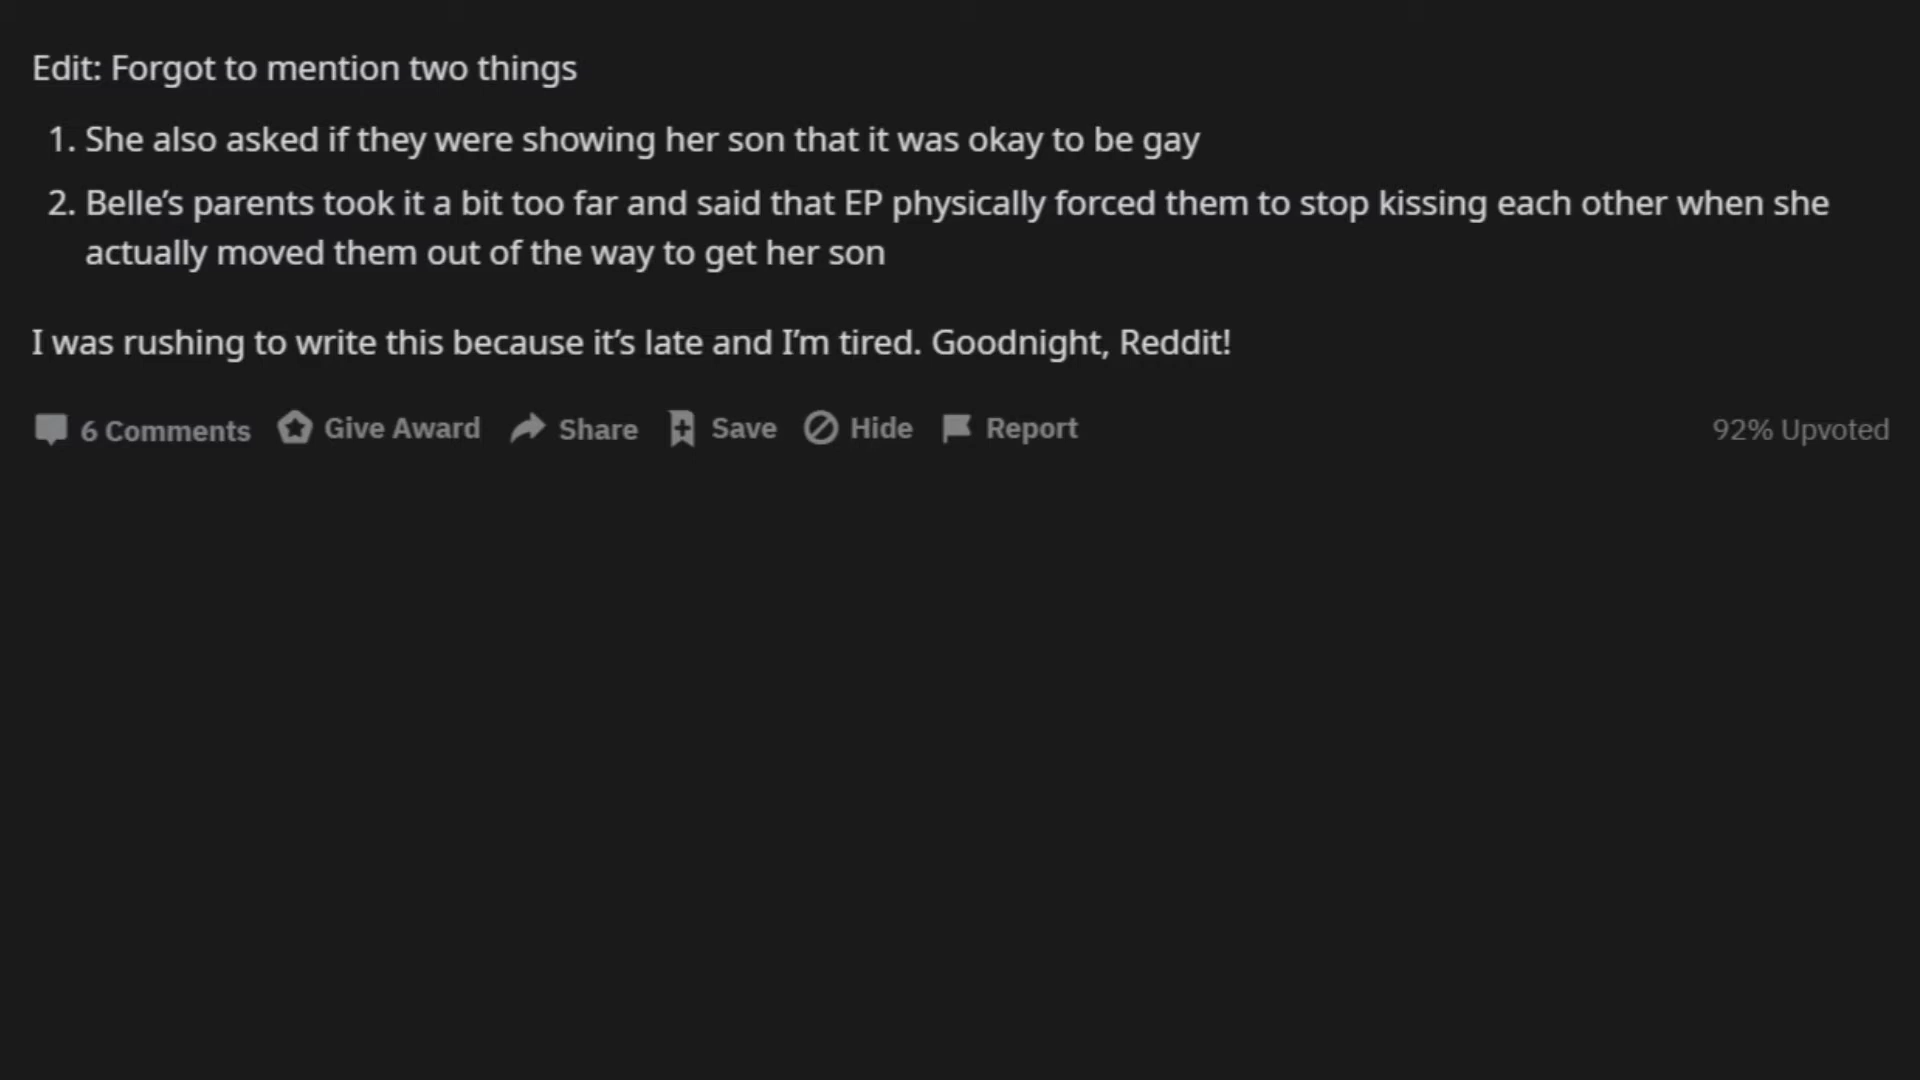 Edit: Forgot to mention two things
1. She also asked if they were showing her son that it was okay to be gay
2. Belle’s parents took it a bit too far and said that EP physically forced them to stop kissing each other when she
actually moved them out of the way to get her son
I was rushing to write this because it’s late and I’m tired. Goodnight, Reddit!
6 Comments Give Award Share Save Hide Report 92% Upvoted